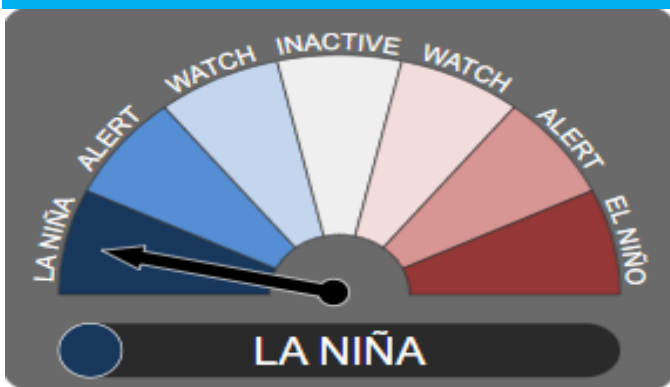 LA NIÑA
ALERT
WATCH
INACTIVE
WATCH
ALERT
EL NIÑO
LA NIÑA